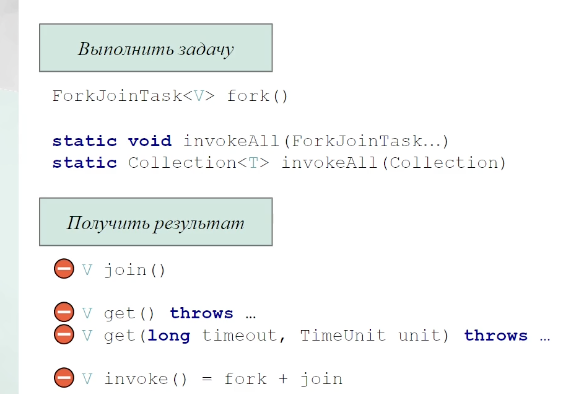 Выполнить задачу
ForkJoinTask<V> fork()
static void invokeAll(ForkJoinTask…)
static Collection<T> invokeAll(Collection)
Получить результат
V join()
V get() throws …
V get(long timeout, TimeUnit unit) throws …
V invoke() = fork + join